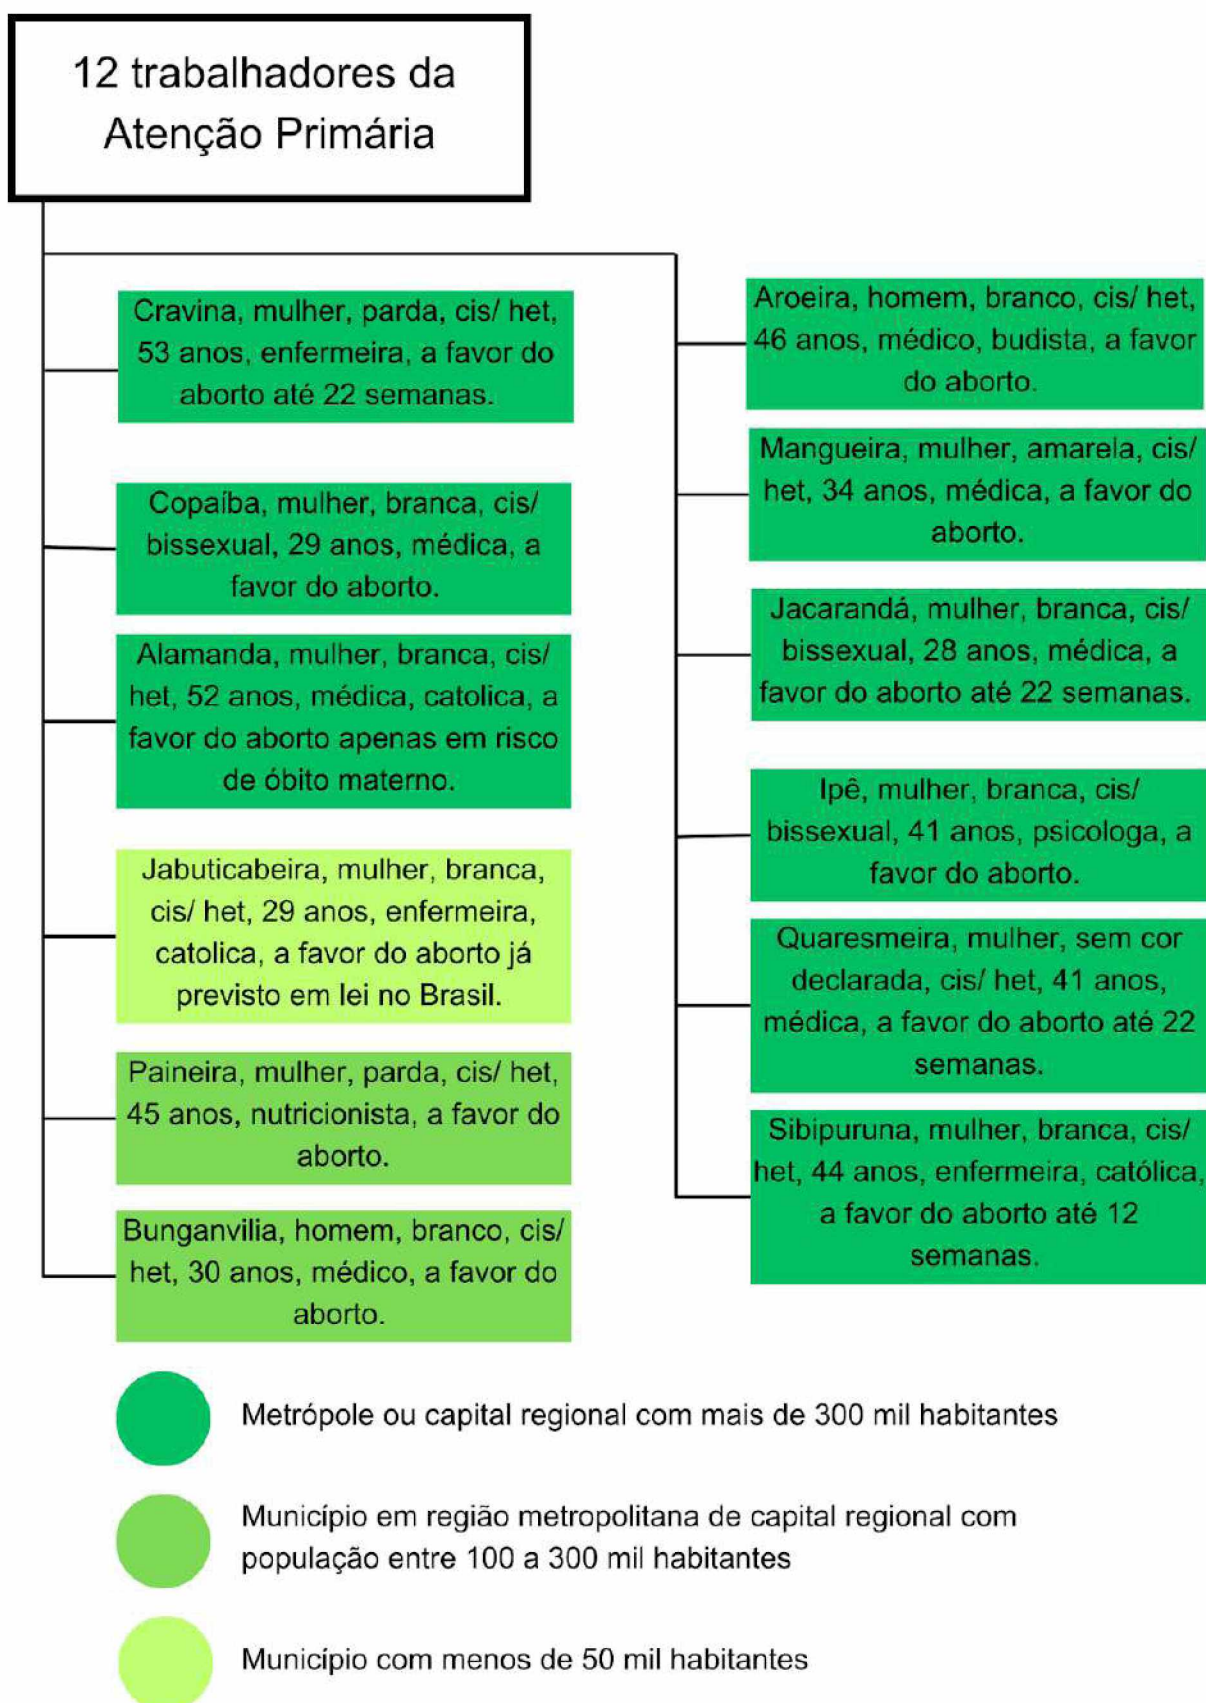 12 trabalhadores da
Atenção Primária
Cravina, mulher, parda, cis/ het,
53 anos, enfermeira, a favor do
aborto até 22 semanas.
Copaíba, mulher, branca, cis/
bissexual, 29 anos, médica, a
favor do aborto.
Alamanda, mulher, branca, cis/
het, 52 anos, médica, catolica, a
favor do aborto apenas em risco
de óbito materno.
Jabuticabeira, mulher, branca,
cis/ het, 29 anos, enfermeira,
catolica, a favor do aborto já
previsto em lei no Brasil.
Paineira, mulher, parda, cis/ het,
45 anos, nutricionista, a favor do
aborto.
Bunganvilia, homem, branco, cis/
het, 30 anos, médico, a favor do
aborto.
Aroeira, homem, branco, cis/ het,
46 anos, médico, budista, a favor
do aborto.
Mangueira, mulher, amarela, cis/
het, 34 anos, médica, a favor do
aborto.
Jacarandá, mulher, branca, cis/
bissexual, 28 anos, médica, a
favor do aborto até 22 semanas.
Ipê, mulher, branca, cis/
bissexual, 41 anos, psicologa, a
favor do aborto.
Quaresmeira, mulher, sem cor
declarada, cis/ het, 41 anos,
médica, a favor do aborto até 22
semanas.
Sibipuruna, mulher, branca, cis/
het, 44 anos, enfermeira, católica,
a favor do aborto até 12
semanas.
Metrópole ou capital regional com mais de 300 mil habitantes
Município em região metropolitana de capital regional com
população entre 100 a 300 mil habitantes
Município com menos de 50 mil habitantes